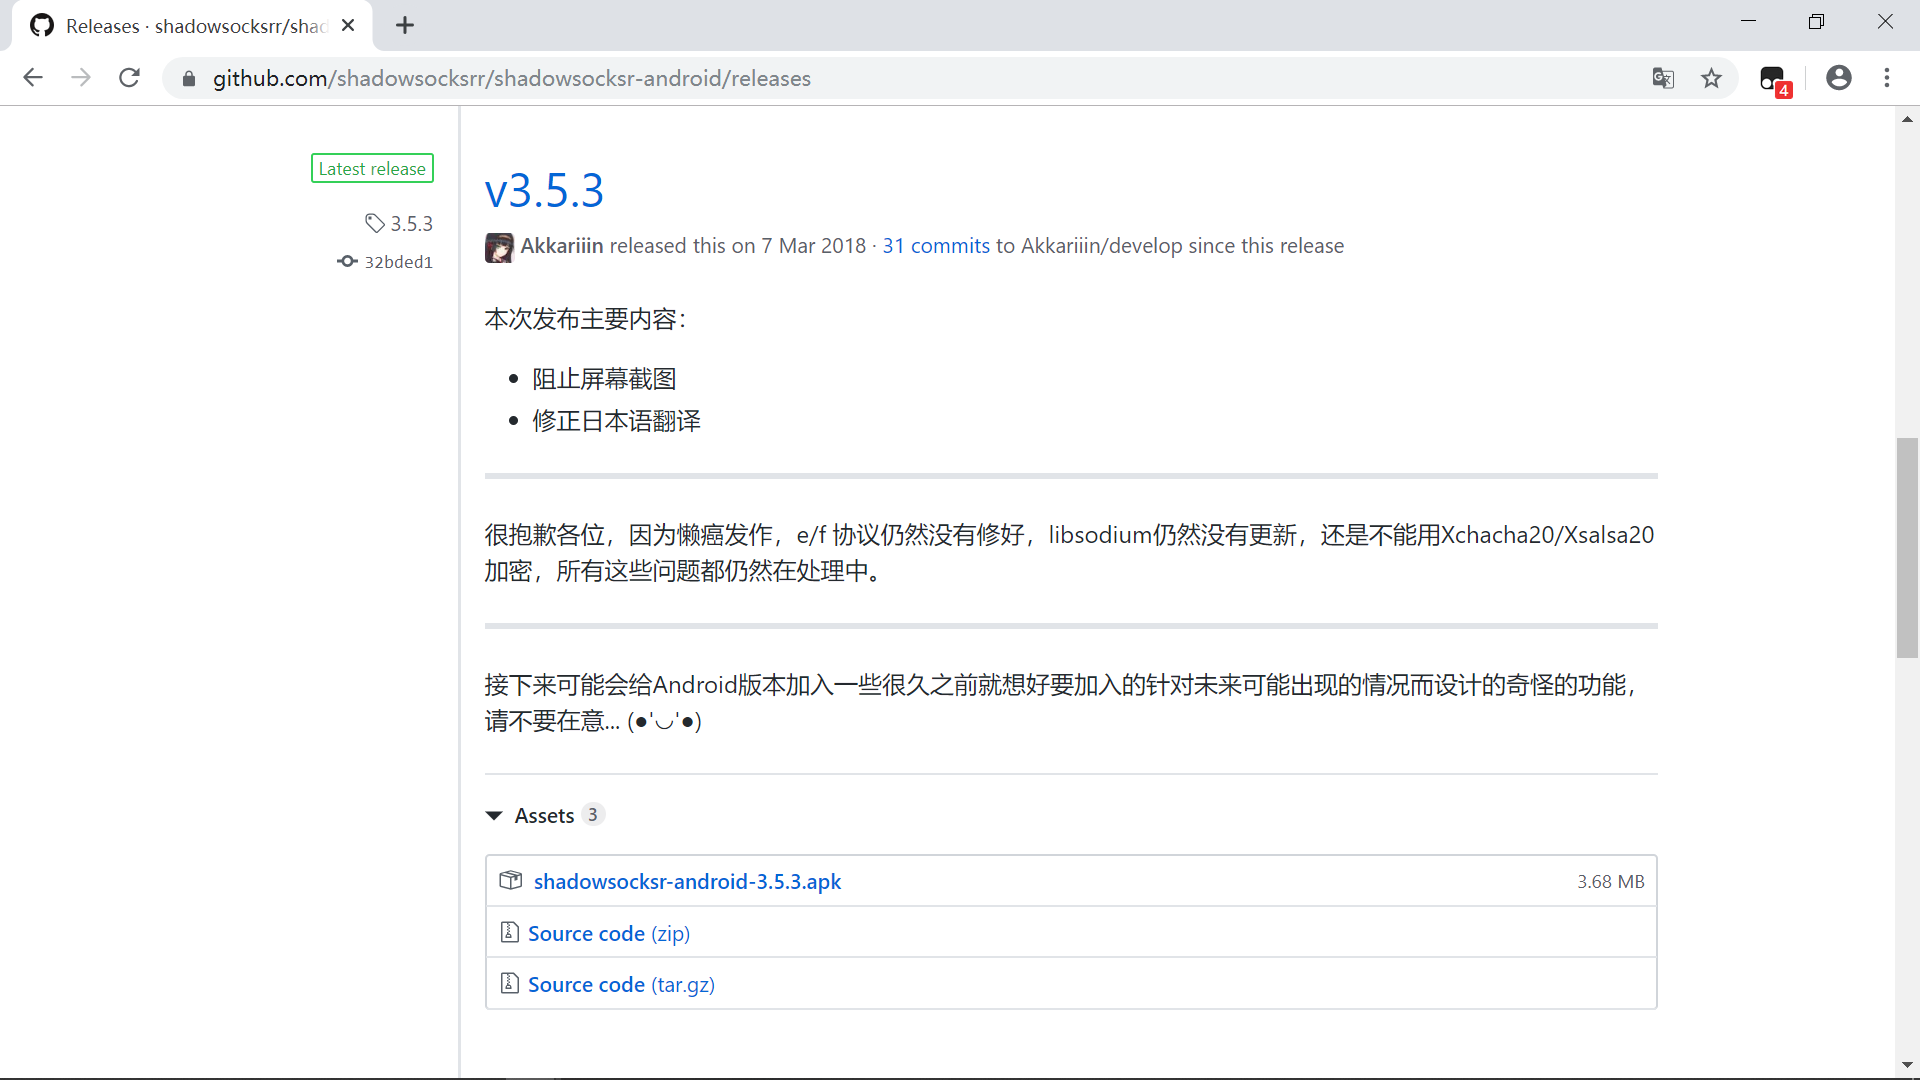 Releases · shadowsocksrr/shad
github.com/shadowsocksrr/shadowsocksr-android/releases
4
Latest release
3.5.3
32bded1
v3.5.3
Akkariiin released this on 7 Mar 2018 · 31 commits to Akkariiin/develop since this release
本次发布主要内容：
• 阻止屏幕截图
• 修正日本语翻译
很抱歉各位，因为懒癌发作，e/f 协议仍然没有修好，libsodium仍然没有更新，还是不能用Xchacha20/Xsalsa20
加密，所有这些问题都仍然在处理中。
接下来可能会给Android版本加入一些很久之前就想好要加入的针对未来可能出现的情况而设计的奇怪的功能，
请不要在意... (●'◡'●)
Assets 3
shadowsocksr-android-3.5.3.apk 3.68 MB
Source code (zip)
Source code (tar.gz)